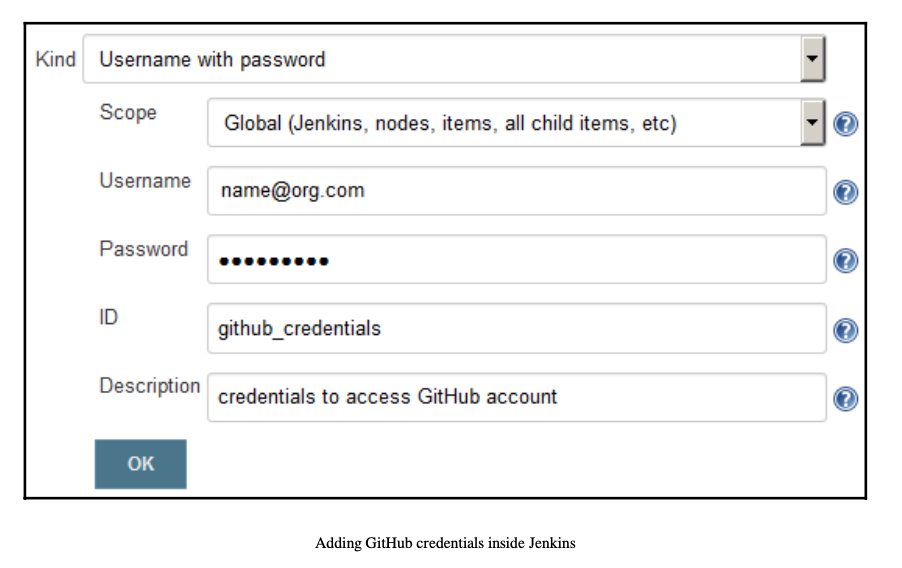 Kind Username with password
Scope Global (Jenkins, nodes, items, all child items, etc)
Username name@org.com
Password •••••••••
ID github_credentials
Description credentials to access GitHub account
OK
Adding GitHub credentials inside Jenkins